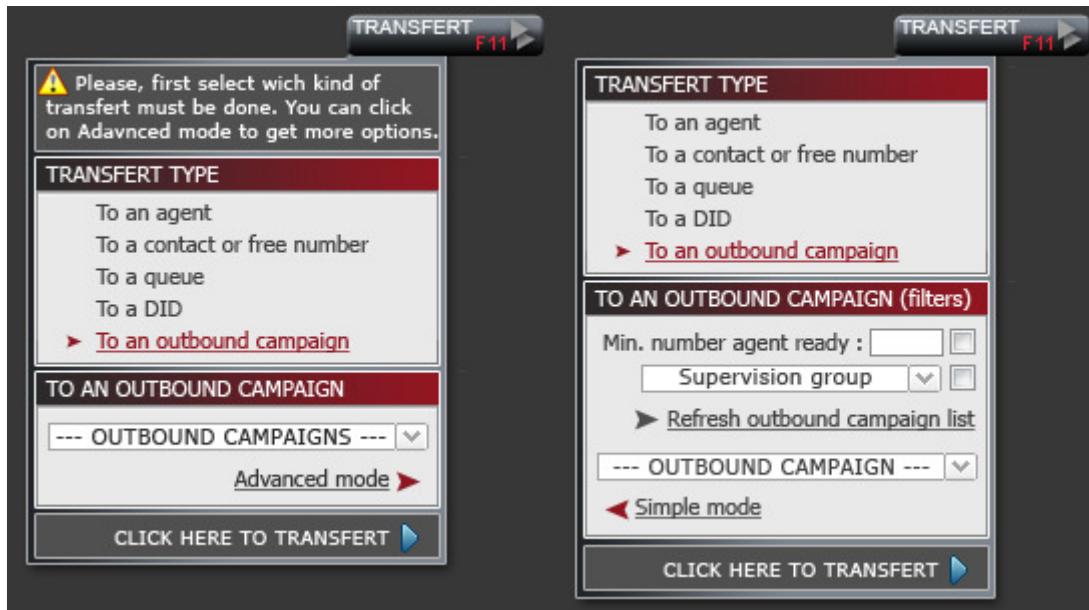 TRANSFERT
F11
Please, first select wich kind of
transfert must be done. You can click
on Adavnced mode to get more options.
TRANSFERT TYPE
To an agent
To a contact or free number
To a queue
To a DID
To an outbound campaign
TO AN OUTBOUND CAMPAIGN
--- OUTBOUND CAMPAIGNS ---
Advanced mode
CLICK HERE TO TRANSFERT
TRANSFERT
F11
TRANSFERT TYPE
To an agent
To a contact or free number
To a queue
To a DID
To an outbound campaign
TO AN OUTBOUND CAMPAIGN (filters)
Min. number agent ready :
Supervision group
Refresh outbound campaign list
--- OUTBOUND CAMPAIGN ---
Simple mode
CLICK HERE TO TRANSFERT